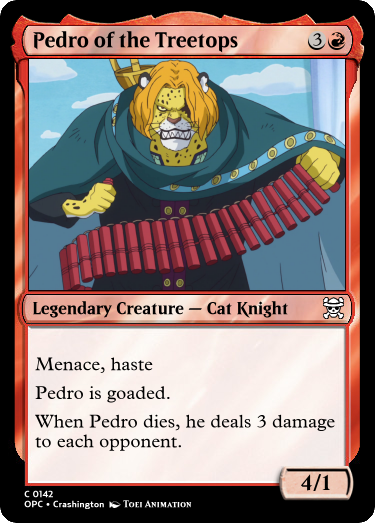 Pedro of the Treetops 3
Legendary Creature — Cat Knight
Menace, haste
Pedro is goaded.
When Pedro dies, he deals 3 damage
to each opponent.
4/1
C 0142
OPC • Crashington TOEI ANIMATION